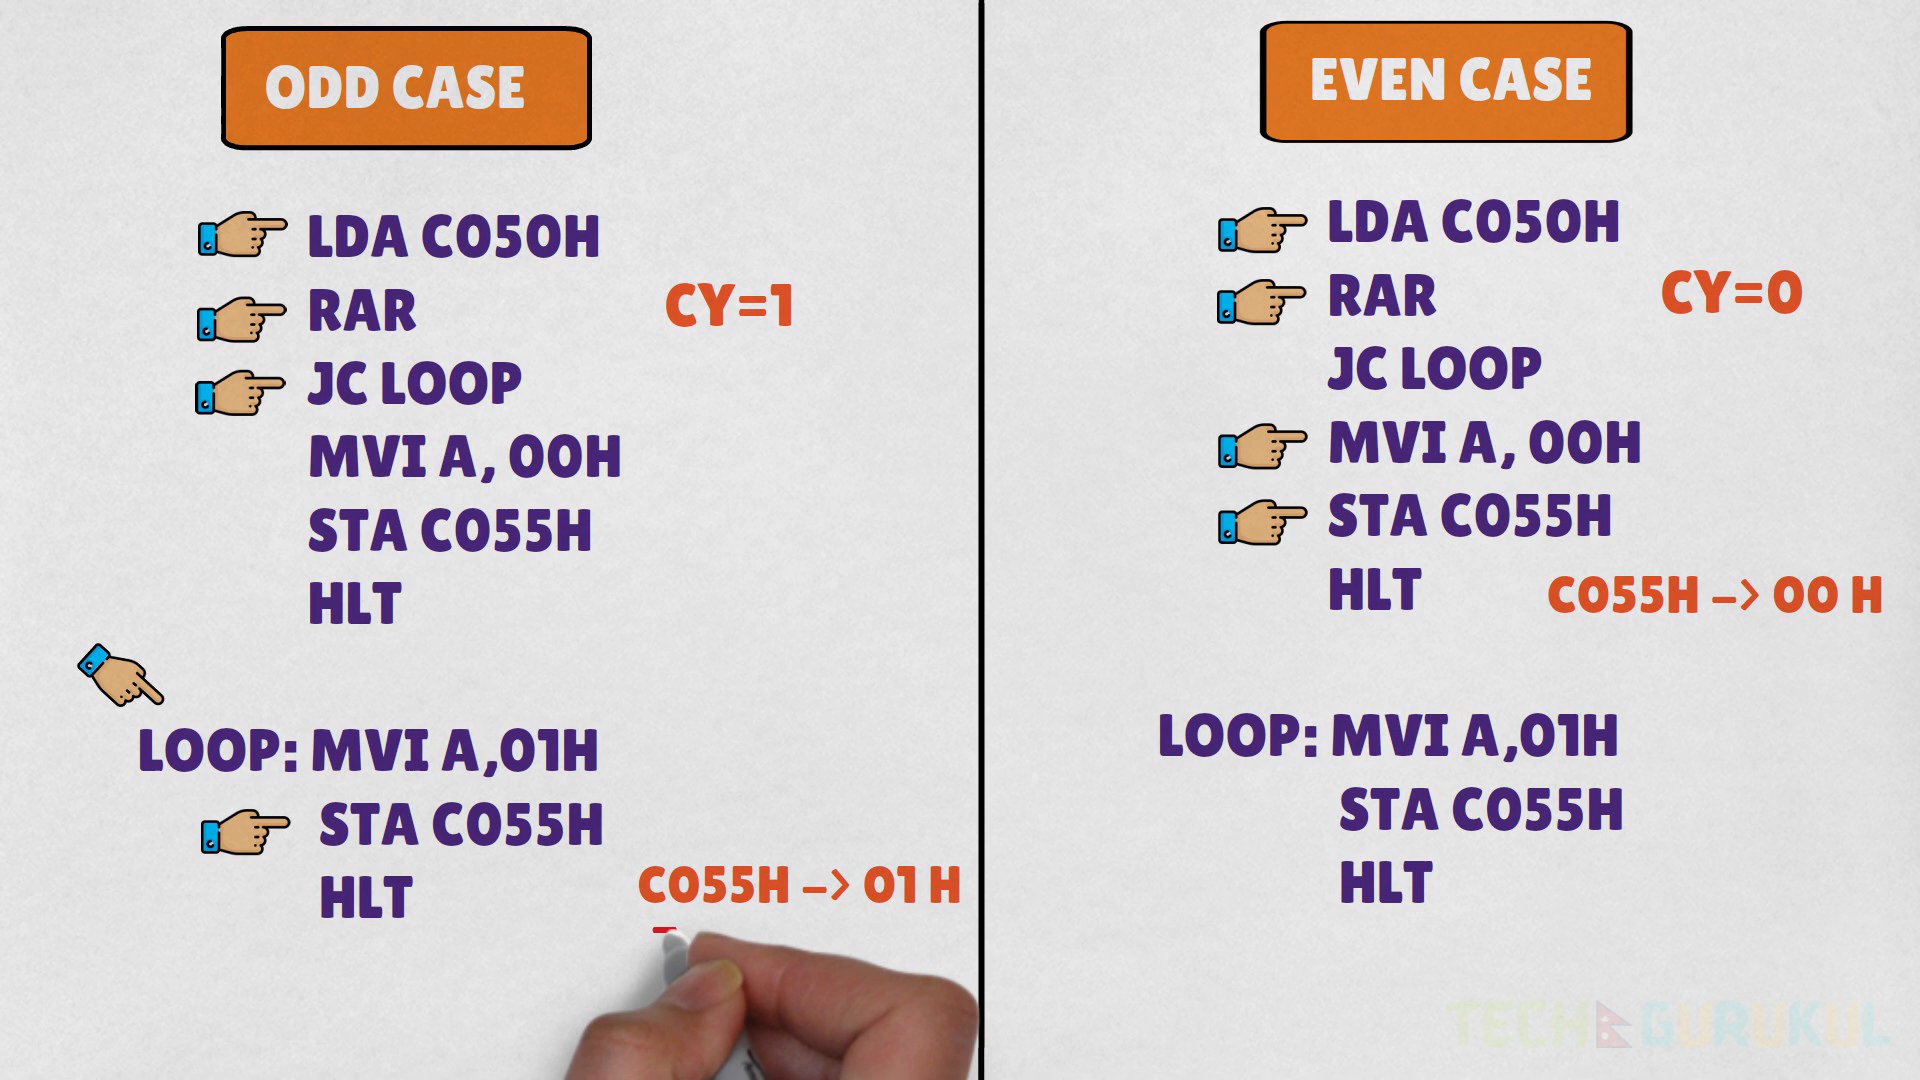 ODD CASE
LDA C050H
RAR
CY=1
JC LOOP
MVI A, 00H
STA C055H
HLT
LOOP: MVI A,01H
STA C055H
HLT
C055H –> 01 H
EVEN CASE
LDA C050H
RAR
CY=0
JC LOOP
MVI A, 00H
STA C055H
HLT
C055H –> 00 H
LOOP: MVI A,01H
STA C055H
HLT
TECH GURUKUL